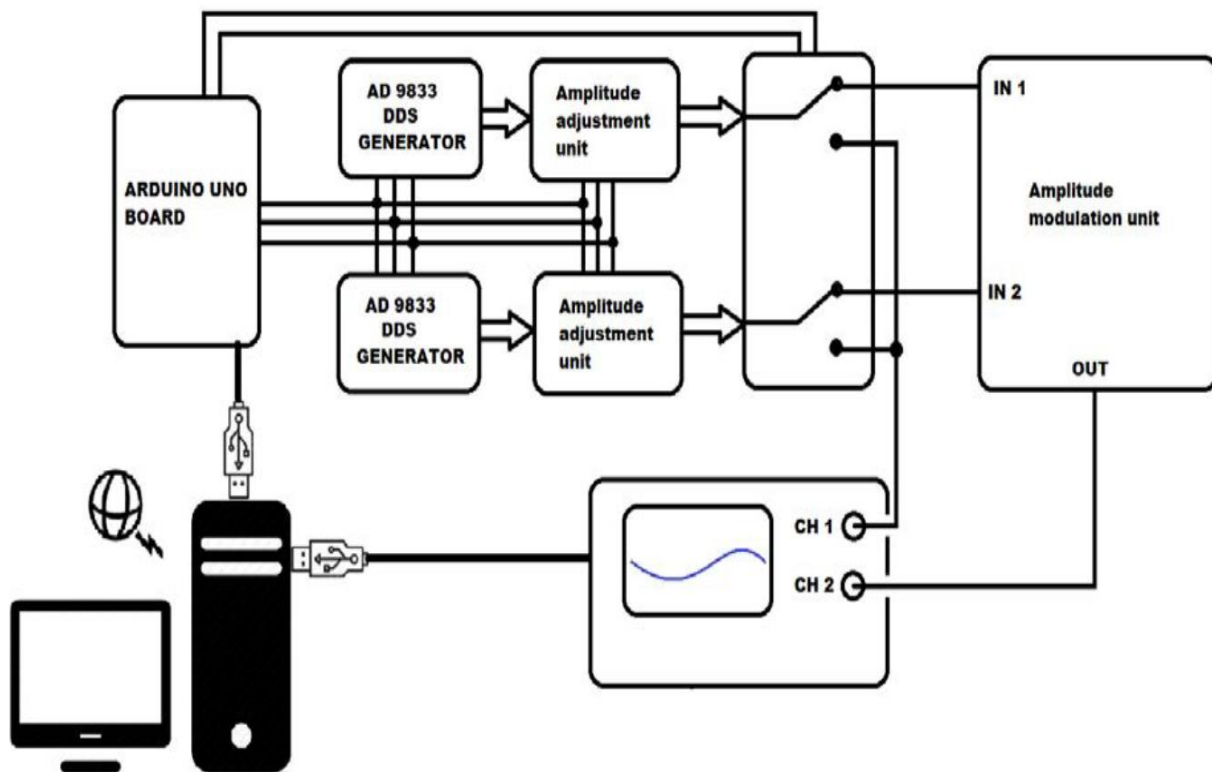 ARDUINO UNO
BOARD
AD 9833
DDS
GENERATOR
Amplitude
adjustment
unit
AD 9833
DDS
GENERATOR
Amplitude
adjustment
unit
IN 1
Amplitude
modulation unit
IN 2
OUT
CH 1
CH 2